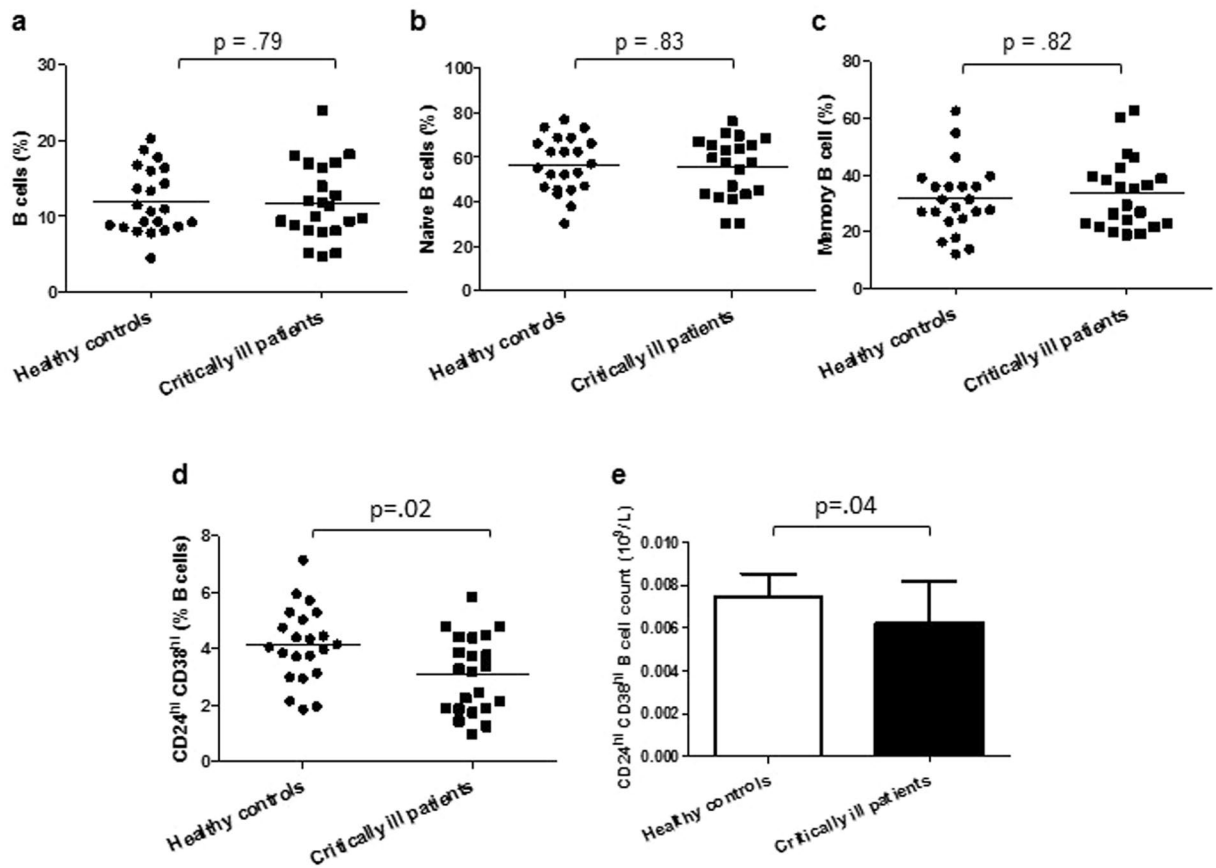 a
p = .79
30
20
10
0
B cells (%)
Healthy controls
Critically ill patients
b
p = .83
100
80
60
40
20
0
Naive B cells (%)
Healthy controls
Critically ill patients
c
p = .82
80
60
40
20
0
Memory B cell (%)
Healthy controls
Critically ill patients
d
p=.02
8
6
4
2
0
CD24hi CD38hi (% B cells)
Healthy controls
Critically ill patients
e
p=.04
0.010
0.008
0.006
0.004
0.002
0.000
CD24hi CD38hi B cell count (10⁹/L)
Healthy controls
Critically ill patients